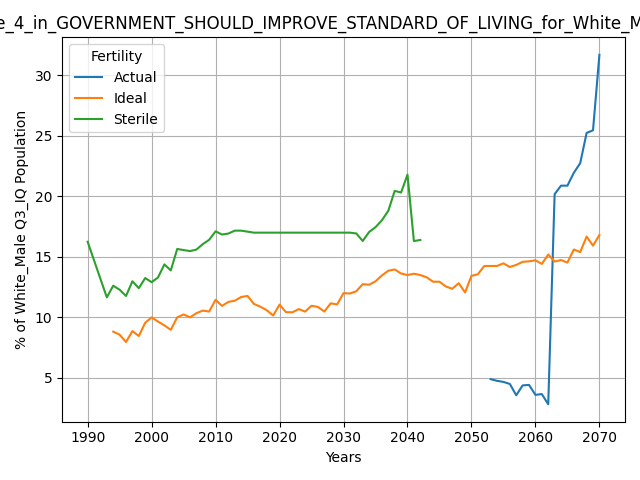 e_4_in_GOVERNMENT_SHOULD_IMPROVE_STANDARD_OF_LIVING_for_White_M
Fertility
Actual
Ideal
Sterile
% of White_Male Q3_IQ Population
30
25
20
15
10
5
1990 2000 2010 2020 2030 2040 2050 2060 2070
Years